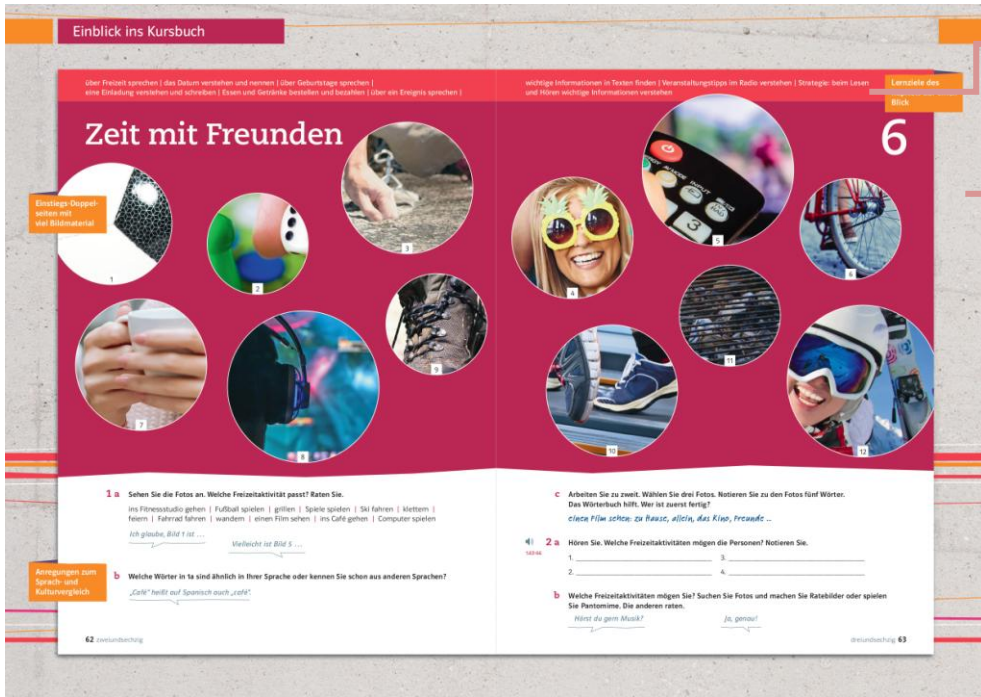 Einblick ins Kursbuch
über Freizeit sprechen | das Datum verstehen und nennen | über Geburtstage sprechen |
eine Einladung verstehen und schreiben | Essen und Getränke bestellen und bezahlen | über ein Ereignis sprechen |
wichtige Informationen in Texten finden | Veranstaltungstipps im Radio verstehen | Strategie: beim Lesen
und Hören wichtige Informationen verstehen
Lernziele des
Blick
Zeit mit Freunden
6
Einstiegs-Doppel-
seiten mit
viel Bildmaterial
1
2
3
4
INPUT
3
5
6
7
8
9
10
11
12
1 a Sehen Sie die Fotos an. Welche Freizeitaktivität passt? Raten Sie.
ins Fitnessstudio gehen | Fußball spielen | grillen | Spiele spielen | Ski fahren | klettern |
feiern | Fahrrad fahren | wandern | einen Film sehen | ins Café gehen | Computer spielen
Ich glaube, Bild 1 ist ...
Vielleicht ist Bild 5 ...
Anregungen zum
Sprach- und
Kulturvergleich
b Welche Wörter in 1a sind ähnlich in Ihrer Sprache oder kennen Sie schon aus anderen Sprachen?
„Café" heißt auf Spanisch auch „café".
62 zweiundsechzig
c Arbeiten Sie zu zweit. Wählen Sie drei Fotos. Notieren Sie zu den Fotos fünf Wörter.
Das Wörterbuch hilft. Wer ist zuerst fertig?
einen Film sehen: zu Hause, allein, das Kino, Freunde ...
2 a Hören Sie. Welche Freizeitaktivitäten mögen die Personen? Notieren Sie.
1. 3.
2. 4.
b Welche Freizeitaktivitäten mögen Sie? Suchen Sie Fotos und machen Sie Ratebilder oder spielen
Sie Pantomime. Die anderen raten.
Hörst du gern Musik?
Ja, genau!
dreiundsechzig 63